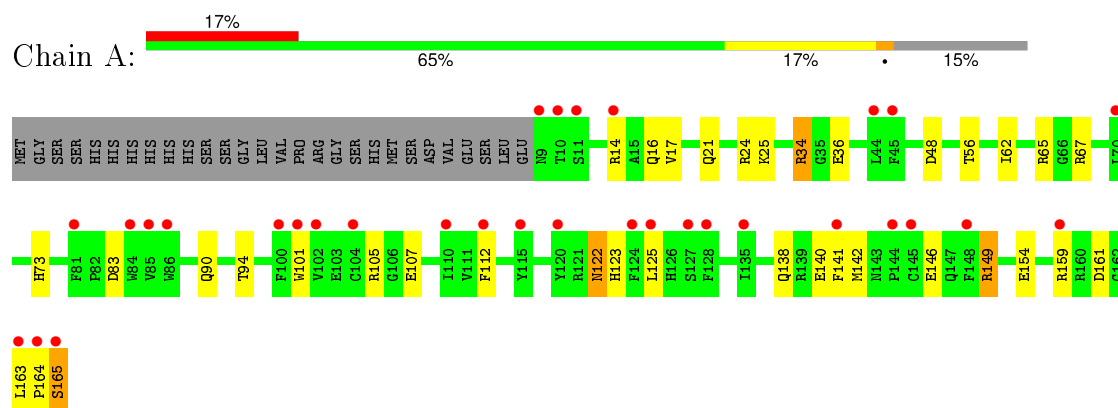 17%
Chain A:
65% 17% 15%
MET GLY SER SER HIS HIS HIS HIS HIS HIS SER SER GLY LEU VAL PRO ARG GLY SER HIS MET SER ASP VAL GLU SER LEU GLU N9 T10 S11 R14 A15 Q16 V17 Q21 R24 K25 R34 G35 E36 L44 F45 D48 T56 I62 R65 G66 R67
H73 F81 P82 D83 W84 V85 W86 Q90 T94 F100 W101 V102 E103 C104 R105 G106 E107 I110 V111 F112 Y115 Y120 R121 N122 H123 F124 L125 H126 S127 F128 I135 Q138 R139 E140 F141 M142 N143 P144 C145 E146 Q147 F148 R149 E154 R159 R160 D161
L163 P164 S165